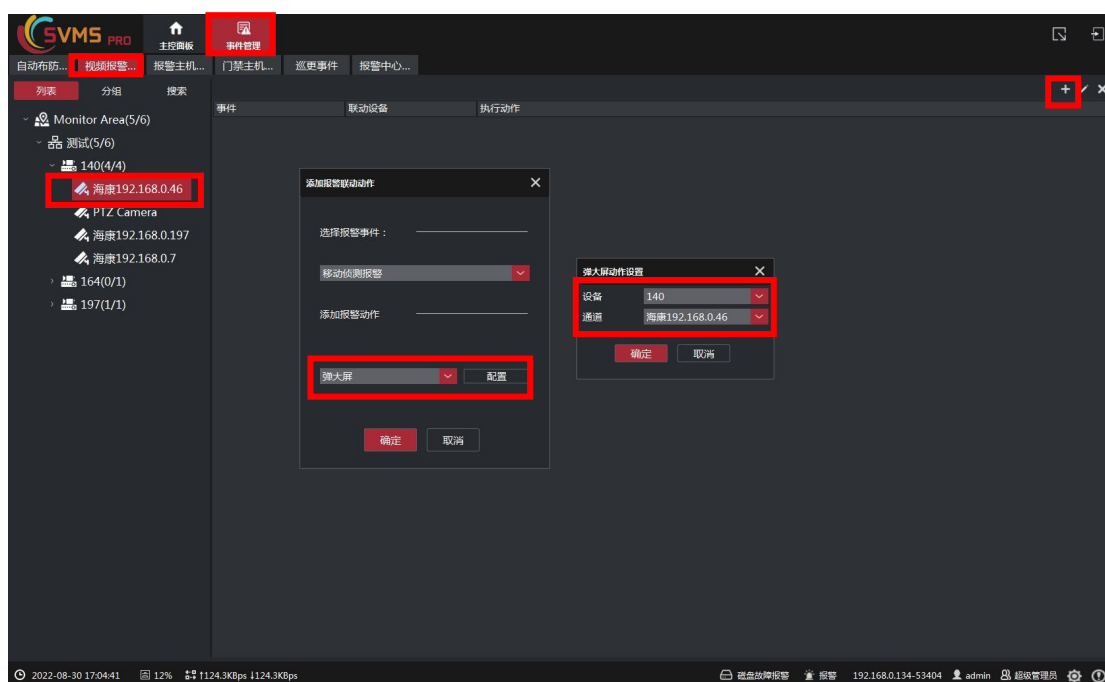 SVMS PRO
主控面板
事件管理
自动布防... 视频报警... 报警主机... 门禁主机... 巡更事件 报警中心...
列表 分组 搜索
事件 联动设备 执行动作
Monitor Area(5/6)
测试(5/6)
140(4/4)
海康192.168.0.46
PTZ Camera
海康192.168.0.197
海康192.168.0.7
164(0/1)
197(1/1)
添加报警联动动作
选择报警事件：
移动侦测报警
添加报警动作
弹大屏 配置
确定 取消
弹大屏动作设置
设备 140
通道 海康192.168.0.46
确定 取消
2022-08-30 17:04:41 12% ↑124.3KBps ↓124.3KBps 磁盘故障报警 报警 192.168.0.134-53404 admin 超级管理员